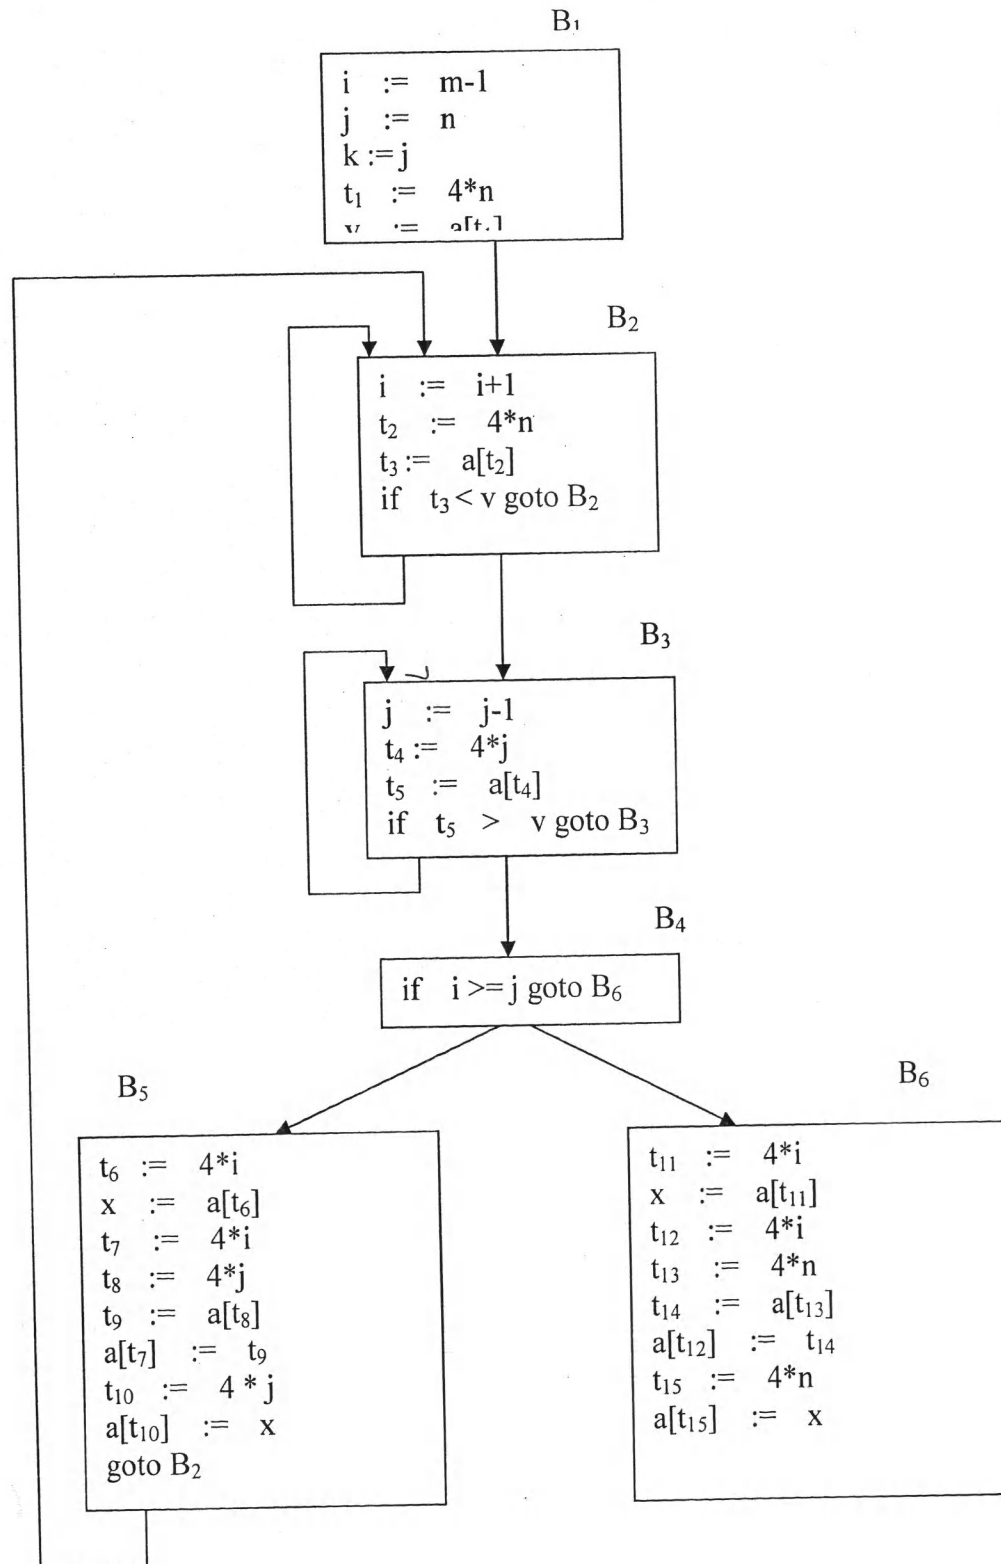 B₁
i := m-1
j := n
k := j
t₁ := 4*n
v := a[t₁]
B₂
i := i+1
t₂ := 4*n
t₃ := a[t₂]
if t₃ < v goto B₂
B₃
j := j-1
t₄ := 4*j
t₅ := a[t₄]
if t₅ > v goto B₃
B₄
if i >= j goto B₆
B₅
t₆ := 4*i
x := a[t₆]
t₇ := 4*i
t₈ := 4*j
t₉ := a[t₈]
a[t₇] := t₉
t₁₀ := 4 * j
a[t₁₀] := x
goto B₂
B₆
t₁₁ := 4*i
x := a[t₁₁]
t₁₂ := 4*i
t₁₃ := 4*n
t₁₄ := a[t₁₃]
a[t₁₂] := t₁₄
t₁₅ := 4*n
a[t₁₅] := x